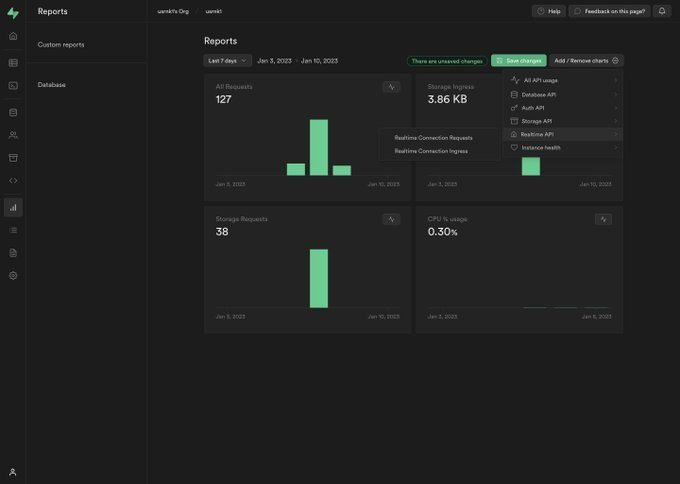 Reports
usrnk1's Org / usrnk1
Help
Feedback on this page?
Custom reports
Database
Reports
Last 7 days
Jan 3, 2023
Jan 10, 2023
There are unsaved changes
Save changes
Add / Remove charts
All API usage
Database API
Auth API
Storage API
Realtime API
Instance health
Realtime Connection Requests
Realtime Connection Ingress
All Requests
127
Jan 3, 2023
Jan 10, 2023
Storage Ingress
3.86 KB
Jan 3, 2023
Jan 10, 2023
Storage Requests
38
Jan 3, 2023
Jan 10, 2023
CPU % usage
0.30%
Jan 3, 2023
Jan 8, 2023